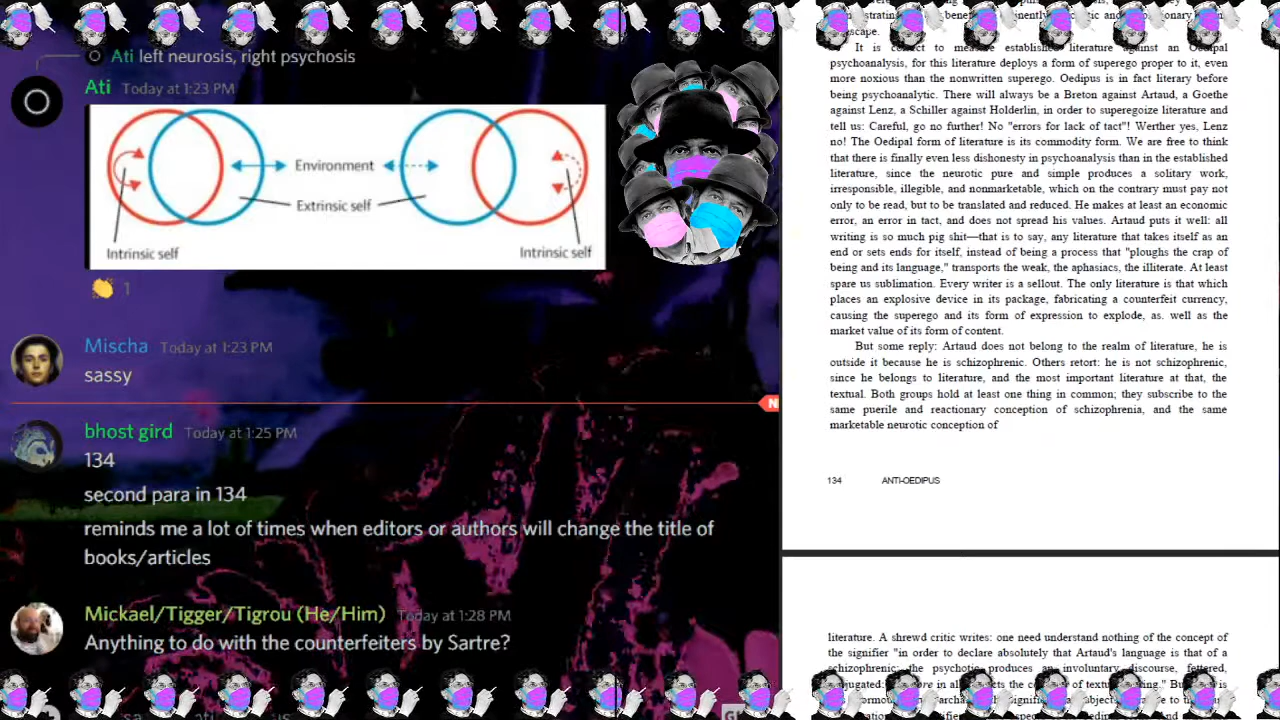 Ati left neurosis, right psychosis
Ati Today at 1:23 PM
Environment
Extrinsic self
Intrinsic self
Intrinsic self
1
Mischa Today at 1:23 PM
sassy
bhost gird Today at 1:25 PM
134
second para in 134
reminds me a lot of times when editors or authors will change the title of
books/articles
Mickael/Tigger/Tigrou (He/Him) Today at 1:28 PM
Anything to do with the counterfeiters by Sartre?
It is correct to measure established literature against an Oedipal
psychoanalysis, for this literature deploys a form of superego proper to it, even
more noxious than the nonwritten superego. Oedipus is in fact literary before
being psychoanalytic. There will always be a Breton against Artaud, a Goethe
against Lenz, a Schiller against Holderlin, in order to superegoize literature and
tell us: Careful, go no further! No "errors for lack of tact"! Werther yes, Lenz
no! The Oedipal form of literature is its commodity form. We are free to think
that there is finally even less dishonesty in psychoanalysis than in the established
literature, since the neurotic pure and simple produces a solitary work,
irresponsible, illegible, and nonmarketable, which on the contrary must pay not
only to be read, but to be translated and reduced. He makes at least an economic
error, an error in tact, and does not spread his values. Artaud puts it well: all
writing is so much pig shit—that is to say, any literature that takes itself as an
end or sets ends for itself, instead of being a process that "ploughs the crap of
being and its language," transports the weak, the aphasiacs, the illiterate. At least
spare us sublimation. Every writer is a sellout. The only literature is that which
places an explosive device in its package, fabricating a counterfeit currency,
causing the superego and its form of expression to explode, as. well as the
market value of its form of content.
But some reply: Artaud does not belong to the realm of literature, he is
outside it because he is schizophrenic. Others retort: he is not schizophrenic,
since he belongs to literature, and the most important literature at that, the
textual. Both groups hold at least one thing in common; they subscribe to the
same puerile and reactionary conception of schizophrenia, and the same
marketable neurotic conception of
134 ANTI-OEDIPUS
literature. A shrewd critic writes: one need understand nothing of the concept of
the signifier "in order to declare absolutely that Artaud's language is that of a
schizophrenic; the psychotic produces an involuntary discourse, fettered,